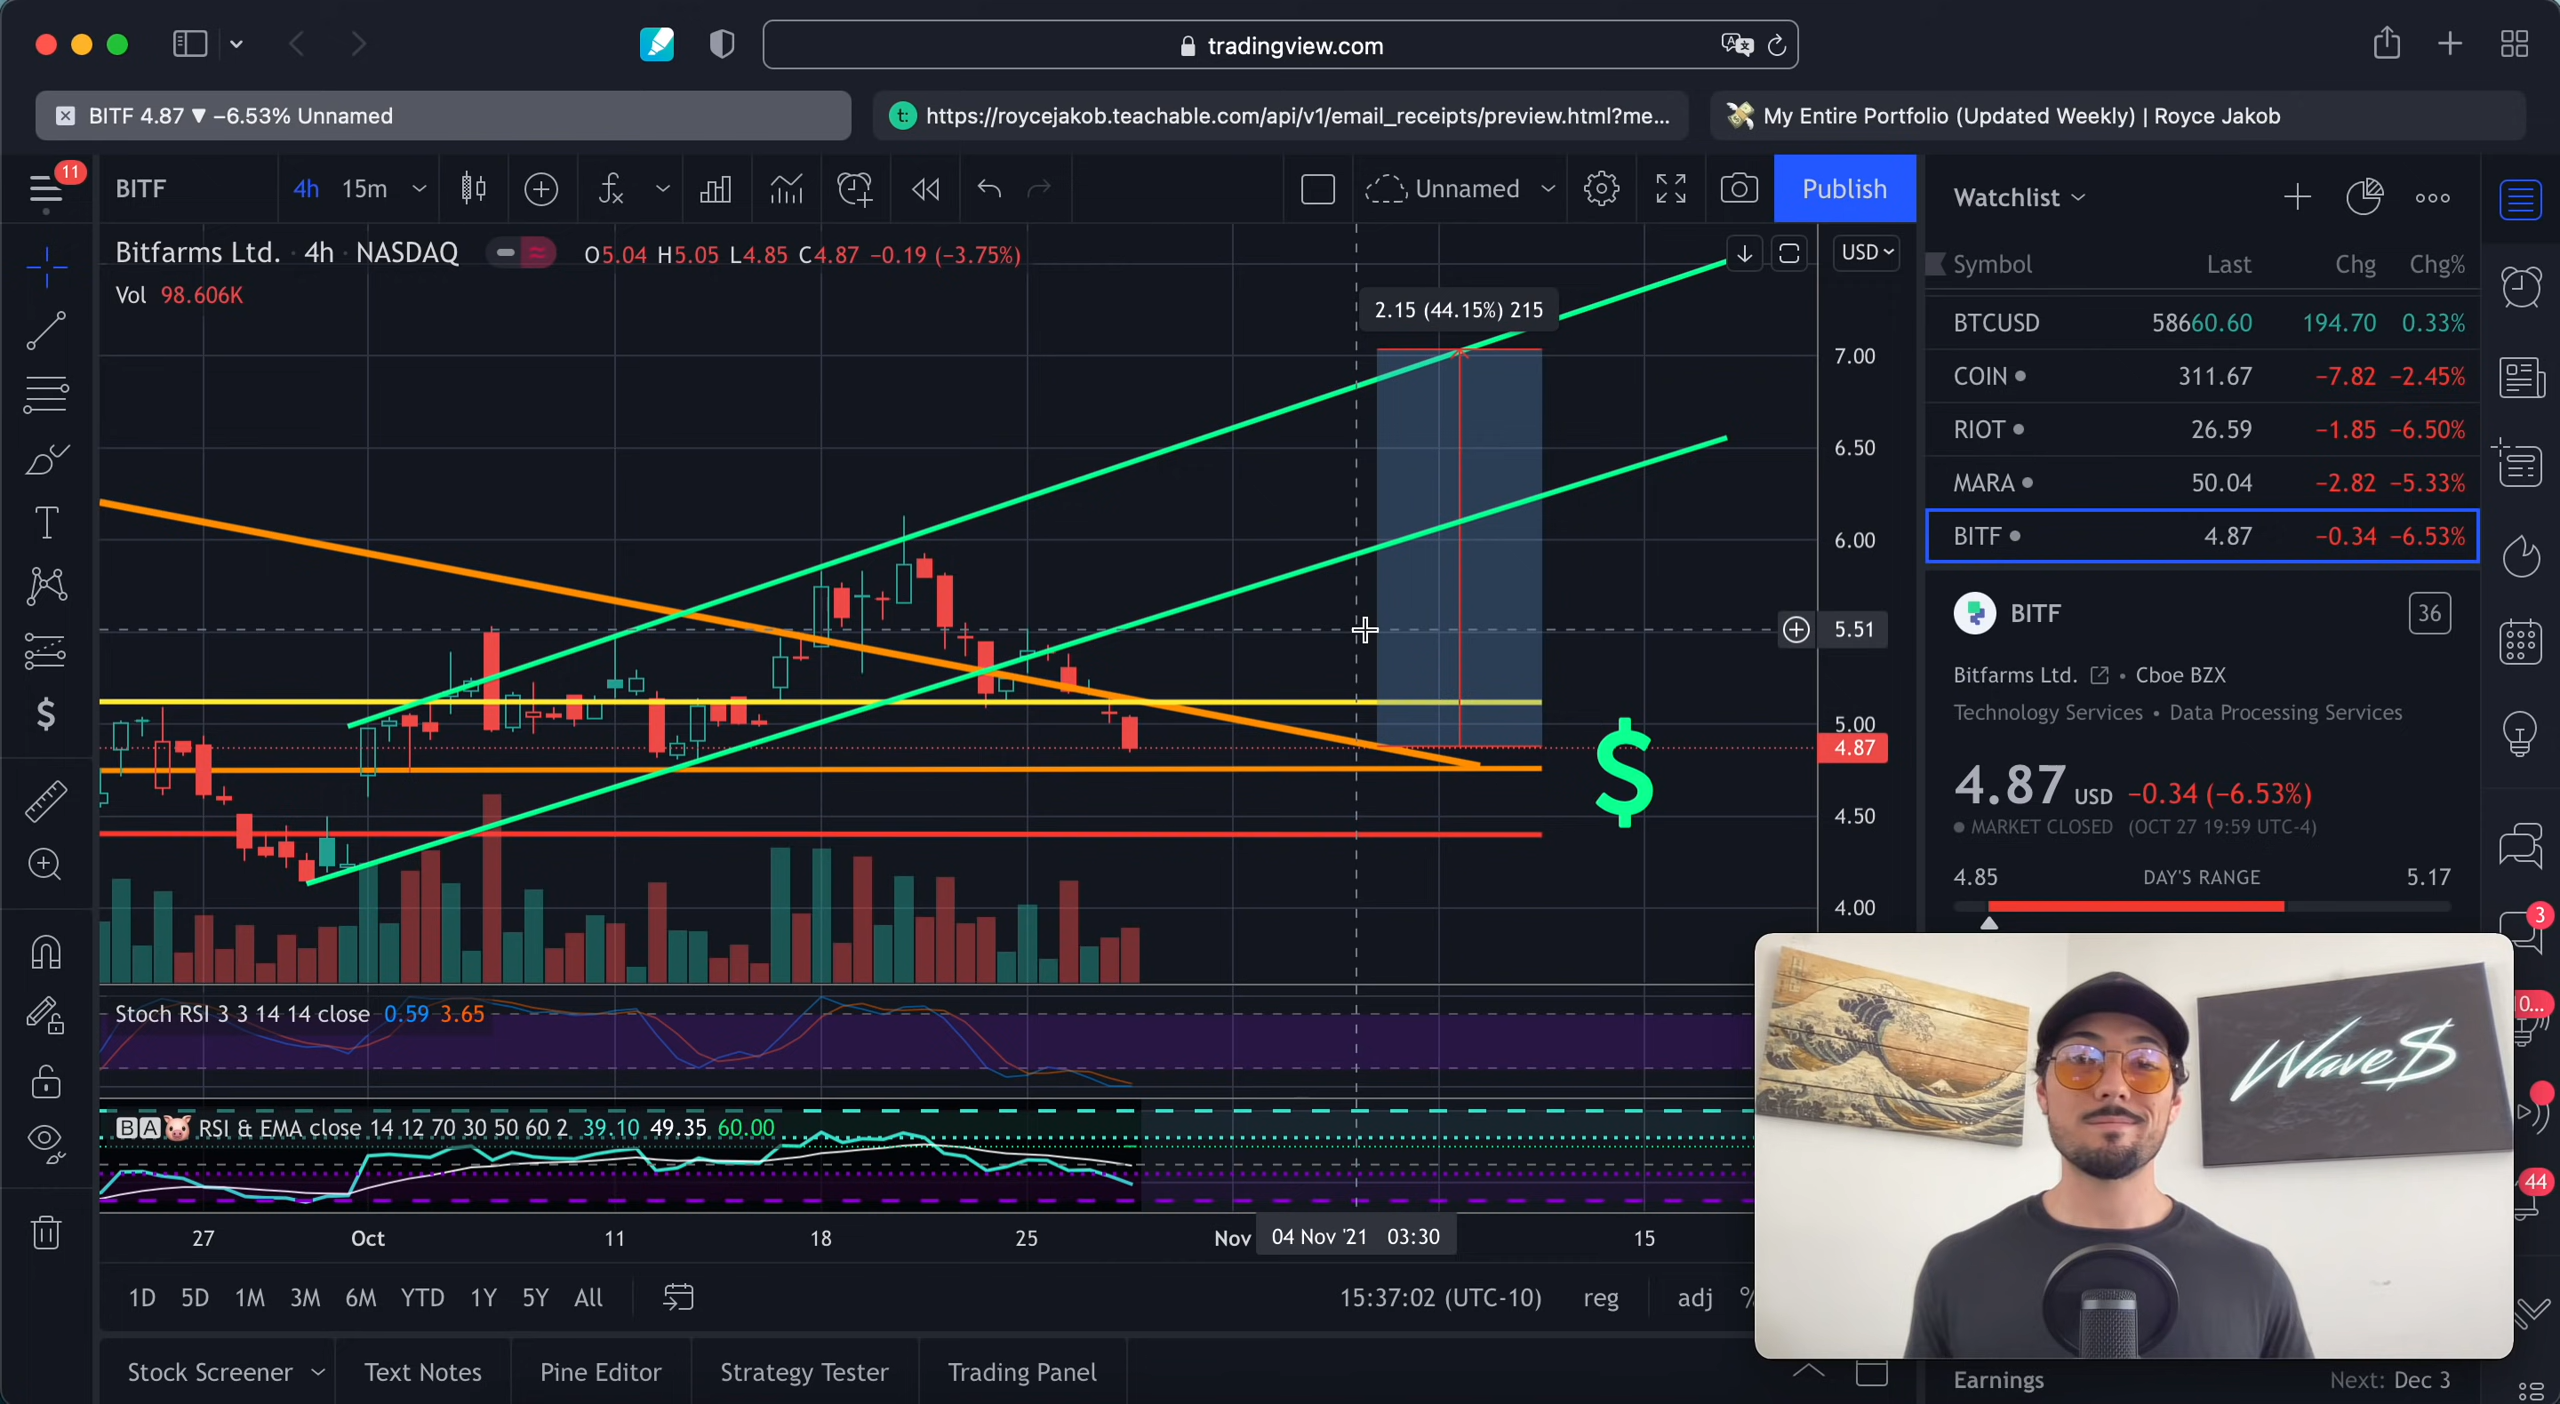 tradingview.com
BITF 4.87 ▼ −6.53% Unnamed
https://roycejakob.teachable.com/api/v1/email_receipts/preview.html?me...
My Entire Portfolio (Updated Weekly) | Royce Jakob
11
BITF
4h
15m
Unnamed
Publish
Bitfarms Ltd. · 4h · NASDAQ
O5.04 H5.05 L4.85 C4.87 −0.19 (−3.75%)
Vol 98.606K
USD
2.15 (44.15%) 215
7.00
6.50
6.00
5.51
5.00
4.87
4.50
4.00
$
Stoch RSI 3 3 14 14 close 0.59 3.65
BA RSI & EMA close 14 12 70 30 50 60 2 39.10 49.35 60.00
27 Oct 11 18 25 Nov 04 Nov '21 03:30 15
1D 5D 1M 3M 6M YTD 1Y 5Y All
15:37:02 (UTC-10) reg adj %
Stock Screener Text Notes Pine Editor Strategy Tester Trading Panel
Watchlist
Symbol Last Chg Chg%
BTCUSD 58660.60 194.70 0.33%
COIN 311.67 −7.82 −2.45%
RIOT 26.59 −1.85 −6.50%
MARA 50.04 −2.82 −5.33%
BITF 4.87 −0.34 −6.53%
BITF 36
Bitfarms Ltd. • Cboe BZX
Technology Services • Data Processing Services
4.87 USD −0.34 (−6.53%)
MARKET CLOSED (OCT 27 19:59 UTC-4)
4.85 DAY'S RANGE 5.17
Wave$
Earnings Next: Dec 3
3
0...
44